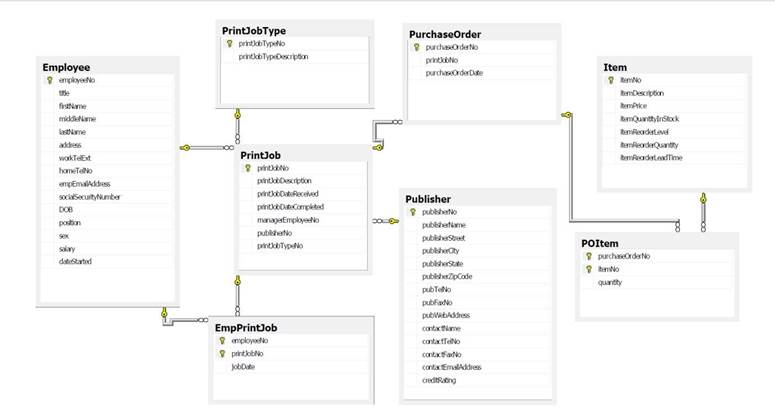 PrintJobType
printJobTypeNo
printJobTypeDescription
PurchaseOrder
purchaseOrderNo
printJobNo
purchaseOrderDate
Employee
employeeNo
title
firstName
middleName
lastName
address
workTelExt
homeTelNo
empEmailAddress
socialSecurityNumber
DOB
position
sex
salary
dateStarted
Item
itemNo
itemDescription
itemPrice
itemQuantityInStock
itemReorderLevel
itemReorderQuantity
itemReorderLeadTime
PrintJob
printJobNo
printJobDescription
printJobDateReceived
printJobDateCompleted
managerEmployeeNo
publisherNo
printJobTypeNo
Publisher
publisherNo
publisherName
publisherStreet
publisherCity
publisherState
publisherZipCode
pubTelNo
pubFaxNo
pubWebAddress
contactName
contactTelNo
contactFaxNo
contactEmailAddress
creditRating
POItem
purchaseOrderNo
itemNo
quantity
EmpPrintJob
employeeNo
printJobNo
jobDate